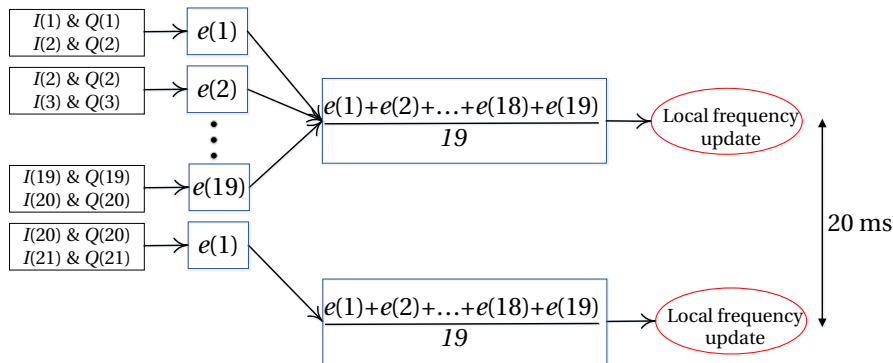 I(1) & Q(1)
I(2) & Q(2)
e(1)
I(2) & Q(2)
I(3) & Q(3)
e(2)
e(1)+e(2)+...+e(18)+e(19)
19
Local frequency
update
I(19) & Q(19)
I(20) & Q(20)
e(19)
20 ms
I(20) & Q(20)
I(21) & Q(21)
e(1)
e(1)+e(2)+...+e(18)+e(19)
19
Local frequency
update